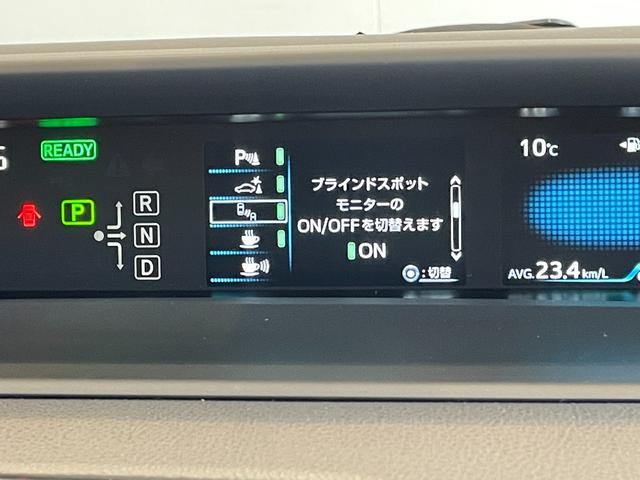 READY
P
R
N
D
P
A
ブラインドスポット
モニターの
ON/OFFを切替えます
ON
:切替
10℃
AVG.23.4km/L